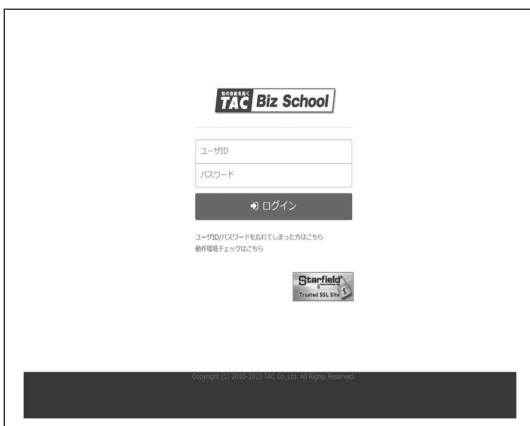 TAC Biz School
ユーザID
パスワード
ログイン
ユーザID/パスワードを忘れてしまった方はこちら
動作環境チェックはこちら
Starfield
Trusted SSL Site
Copyright (C) 2010-2023 TAC Co.,Ltd. All Rights Reserved.